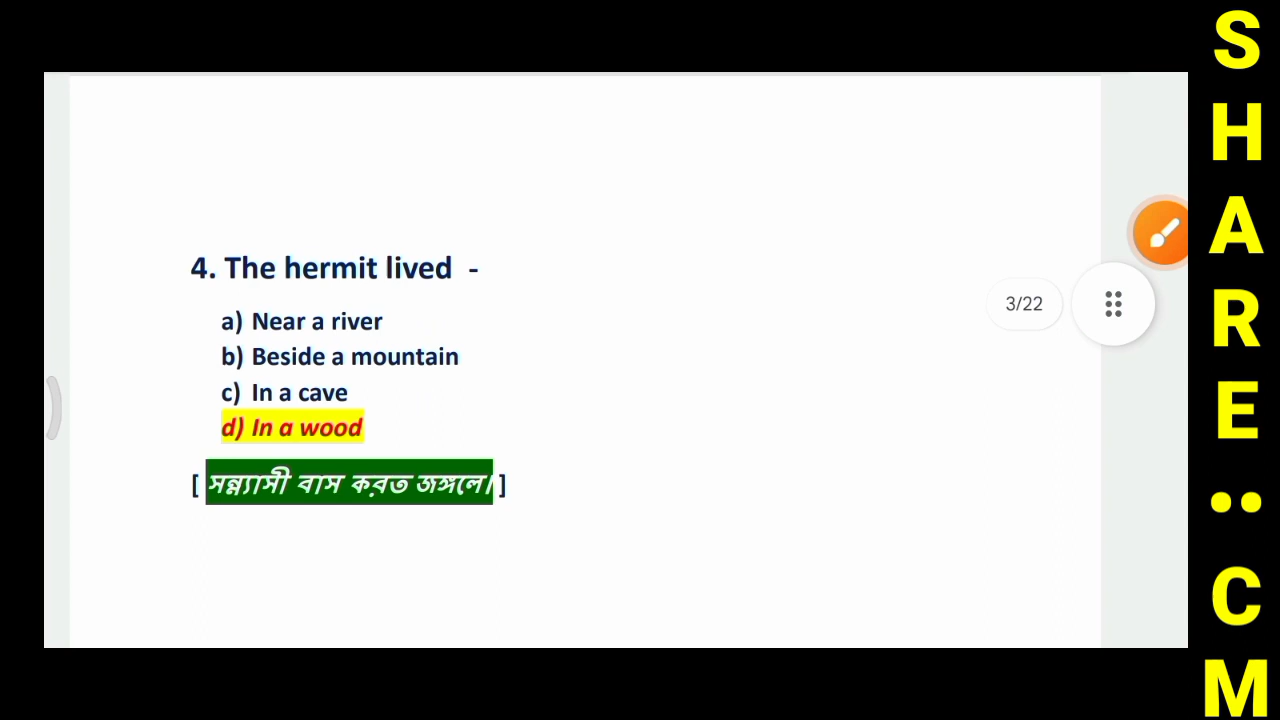 4. The hermit lived -
a) Near a river
b) Beside a mountain
c) In a cave
d) In a wood
[ সন্ন্যাসী বাস করত জঙ্গলে। ]
3/22
S
H
A
R
E
••
C
M